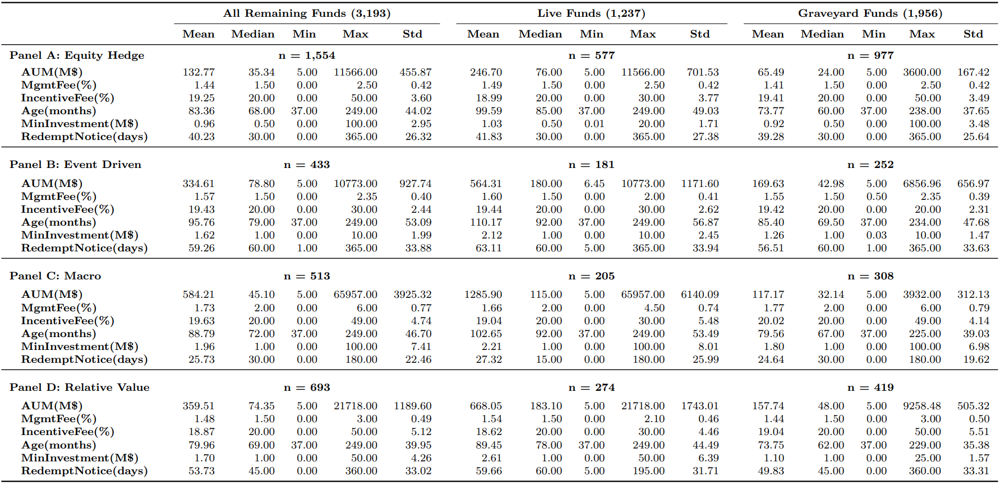 All Remaining Funds (3,193) Live Funds (1,237) Graveyard Funds (1,956)
Mean Median Min Max Std Mean Median Min Max Std Mean Median Min Max Std
Panel A: Equity Hedge n = 1,554 n = 577 n = 977
AUM(M$) 132.77 35.34 5.00 11566.00 455.87 246.70 76.00 5.00 11566.00 701.53 65.49 24.00 5.00 3600.00 167.42
MgmtFee(%) 1.44 1.50 0.00 2.50 0.42 1.49 1.50 0.00 2.50 0.42 1.41 1.50 0.00 2.50 0.42
IncentiveFee(%) 19.25 20.00 0.00 50.00 3.60 18.99 20.00 0.00 30.00 3.77 19.41 20.00 0.00 50.00 3.49
Age(months) 83.36 68.00 37.00 249.00 44.02 99.59 85.00 37.00 249.00 49.03 73.77 60.00 37.00 238.00 37.65
MinInvestment(M$) 0.96 0.50 0.00 100.00 2.95 1.03 0.50 0.01 20.00 1.71 0.92 0.50 0.00 100.00 3.48
RedemptNotice(days) 40.23 30.00 0.00 365.00 26.32 41.83 30.00 0.00 365.00 27.38 39.28 30.00 0.00 365.00 25.64
Panel B: Event Driven n = 433 n = 181 n = 252
AUM(M$) 334.61 78.80 5.00 10773.00 927.74 564.31 180.00 6.45 10773.00 1171.60 169.63 42.98 5.00 6856.96 656.97
MgmtFee(%) 1.57 1.50 0.00 2.35 0.40 1.60 1.50 0.00 2.00 0.41 1.55 1.50 0.50 2.35 0.39
IncentiveFee(%) 19.43 20.00 0.00 30.00 2.44 19.44 20.00 0.00 30.00 2.62 19.42 20.00 0.00 20.00 2.31
Age(months) 95.76 79.00 37.00 249.00 53.09 110.17 92.00 37.00 249.00 56.87 85.40 69.50 37.00 234.00 47.68
MinInvestment(M$) 1.62 1.00 0.00 10.00 1.99 2.12 1.00 0.00 10.00 2.45 1.26 1.00 0.03 10.00 1.47
RedemptNotice(days) 59.26 60.00 1.00 365.00 33.88 63.11 60.00 5.00 365.00 33.94 56.51 60.00 1.00 365.00 33.63
Panel C: Macro n = 513 n = 205 n = 308
AUM(M$) 584.21 45.10 5.00 65957.00 3925.32 1285.90 115.00 5.00 65957.00 6140.09 117.17 32.14 5.00 3932.00 312.13
MgmtFee(%) 1.73 2.00 0.00 6.00 0.77 1.66 2.00 0.00 4.50 0.74 1.77 2.00 0.00 6.00 0.79
IncentiveFee(%) 19.63 20.00 0.00 49.00 4.74 19.04 20.00 0.00 30.00 5.48 20.02 20.00 0.00 49.00 4.14
Age(months) 88.79 72.00 37.00 249.00 46.70 102.65 92.00 37.00 249.00 53.49 79.56 67.00 37.00 225.00 39.03
MinInvestment(M$) 1.96 1.00 0.00 100.00 7.41 2.21 1.00 0.00 100.00 8.01 1.80 1.00 0.00 100.00 6.98
RedemptNotice(days) 25.73 30.00 0.00 180.00 22.46 27.32 15.00 0.00 180.00 25.99 24.64 30.00 0.00 180.00 19.62
Panel D: Relative Value n = 693 n = 274 n = 419
AUM(M$) 359.51 74.35 5.00 21718.00 1189.60 668.05 183.10 5.00 21718.00 1743.01 157.74 48.00 5.00 9258.48 505.32
MgmtFee(%) 1.48 1.50 0.00 3.00 0.49 1.54 1.50 0.00 2.10 0.46 1.44 1.50 0.00 3.00 0.50
IncentiveFee(%) 18.87 20.00 0.00 50.00 5.12 18.62 20.00 0.00 30.00 4.46 19.04 20.00 0.00 50.00 5.51
Age(months) 79.96 69.00 37.00 249.00 39.95 89.45 78.00 37.00 249.00 44.49 73.75 62.00 37.00 229.00 35.38
MinInvestment(M$) 1.70 1.00 0.00 50.00 4.26 2.61 1.00 0.00 50.00 6.39 1.10 1.00 0.00 25.00 1.57
RedemptNotice(days) 53.73 45.00 0.00 360.00 33.02 59.66 60.00 5.00 195.00 31.71 49.83 45.00 0.00 360.00 33.31